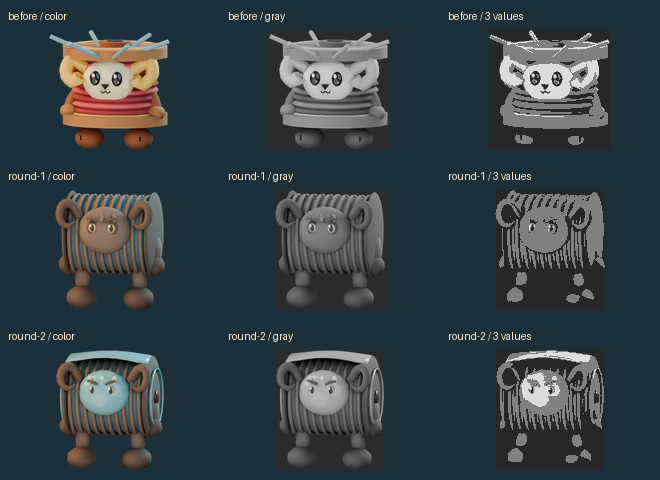 before / color
before / gray
before / 3 values
round-1 / color
round-1 / gray
round-1 / 3 values
round-2 / color
round-2 / gray
round-2 / 3 values